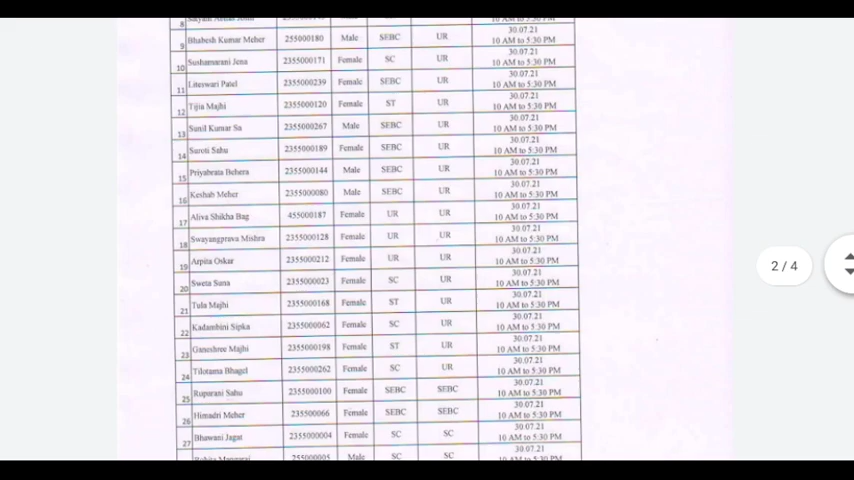 8 10 AM to 5:30 PM
30.07.21
9 Bhabesh Kumar Meher 255000180 Male SEBC UR 10 AM to 5:30 PM
30.07.21
10 Sushamarani Jena 2355000171 Female SC UR 10 AM to 5:30 PM
30.07.21
11 Liteswari Patel 2355000239 Female SEBC UR 10 AM to 5:30 PM
30.07.21
12 Tijia Majhi 2355000120 Female ST UR 10 AM to 5:30 PM
30.07.21
13 Sunil Kumar Sa 2355000267 Male SEBC UR 10 AM to 5:30 PM
30.07.21
14 Suroti Sahu 2355000189 Female SEBC UR 10 AM to 5:30 PM
30.07.21
15 Priyabrata Behera 2355000144 Male SEBC UR 10 AM to 5:30 PM
30.07.21
16 Keshab Meher 2355000080 Male SEBC UR 10 AM to 5:30 PM
30.07.21
17 Aliva Shikha Bag 455000187 Female UR UR 10 AM to 5:30 PM
30.07.21
18 Swayangprava Mishra 2355000128 Female UR UR 10 AM to 5:30 PM
30.07.21
19 Arpita Oskar 2355000212 Female UR UR 10 AM to 5:30 PM
30.07.21
20 Sweta Suna 2355000023 Female SC UR 10 AM to 5:30 PM
30.07.21
21 Tula Majhi 2355000168 Female ST UR 10 AM to 5:30 PM
30.07.21
22 Kadambini Sipka 2355000062 Female SC UR 10 AM to 5:30 PM
30.07.21
23 Ganeshree Majhi 2355000198 Female ST UR 10 AM to 5:30 PM
30.07.21
24 Tilotama Bhagel 2355000262 Female SC UR 10 AM to 5:30 PM
30.07.21
25 Ruparani Sahu 2355000100 Female SEBC SEBC 10 AM to 5:30 PM
30.07.21
26 Himadri Meher 235500066 Female SEBC SEBC 10 AM to 5:30 PM
30.07.21
27 Bhawani Jagat 2355000004 Female SC SC 10 AM to 5:30 PM
30.07.21
255000005 Male SC SC 10 AM to 5:30 PM
2 / 4